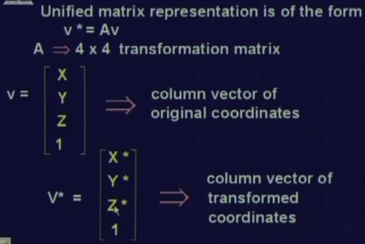 Unified matrix representation is of the form
v * = Av
A ⇒ 4 x 4 transformation matrix
v = 
X
Y
Z
1
⇒ column vector of
original coordinates
V* =
X *
Y *
Z *
1
⇒ column vector of
transformed
coordinates